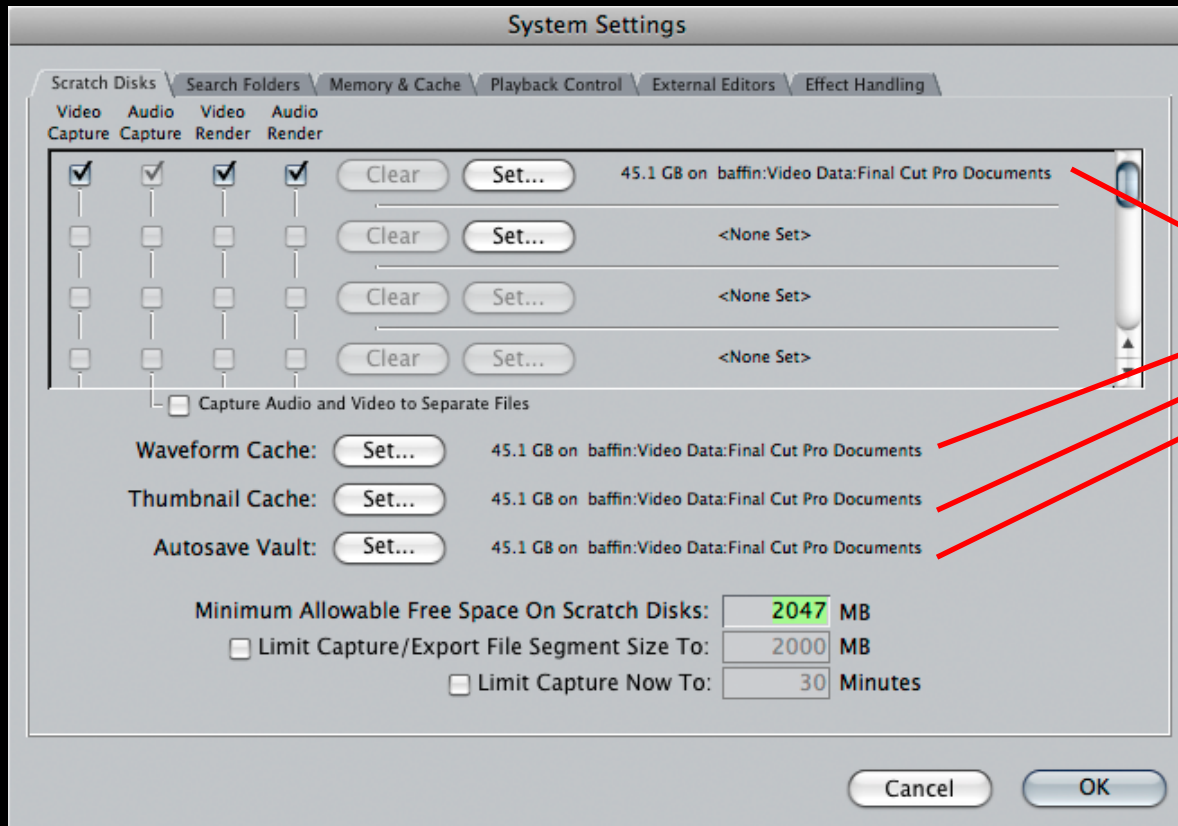 System Settings
Scratch Disks Search Folders Memory & Cache Playback Control External Editors Effect Handling
Video Audio Video Audio
Capture Capture Render Render
Clear Set... 45.1 GB on baffin:Video Data:Final Cut Pro Documents
Clear Set... <None Set>
Clear Set... <None Set>
Clear Set... <None Set>
Capture Audio and Video to Separate Files
Waveform Cache: Set... 45.1 GB on baffin:Video Data:Final Cut Pro Documents
Thumbnail Cache: Set... 45.1 GB on baffin:Video Data:Final Cut Pro Documents
Autosave Vault: Set... 45.1 GB on baffin:Video Data:Final Cut Pro Documents
Minimum Allowable Free Space On Scratch Disks: 2047 MB
Limit Capture/Export File Segment Size To: 2000 MB
Limit Capture Now To: 30 Minutes
Cancel OK